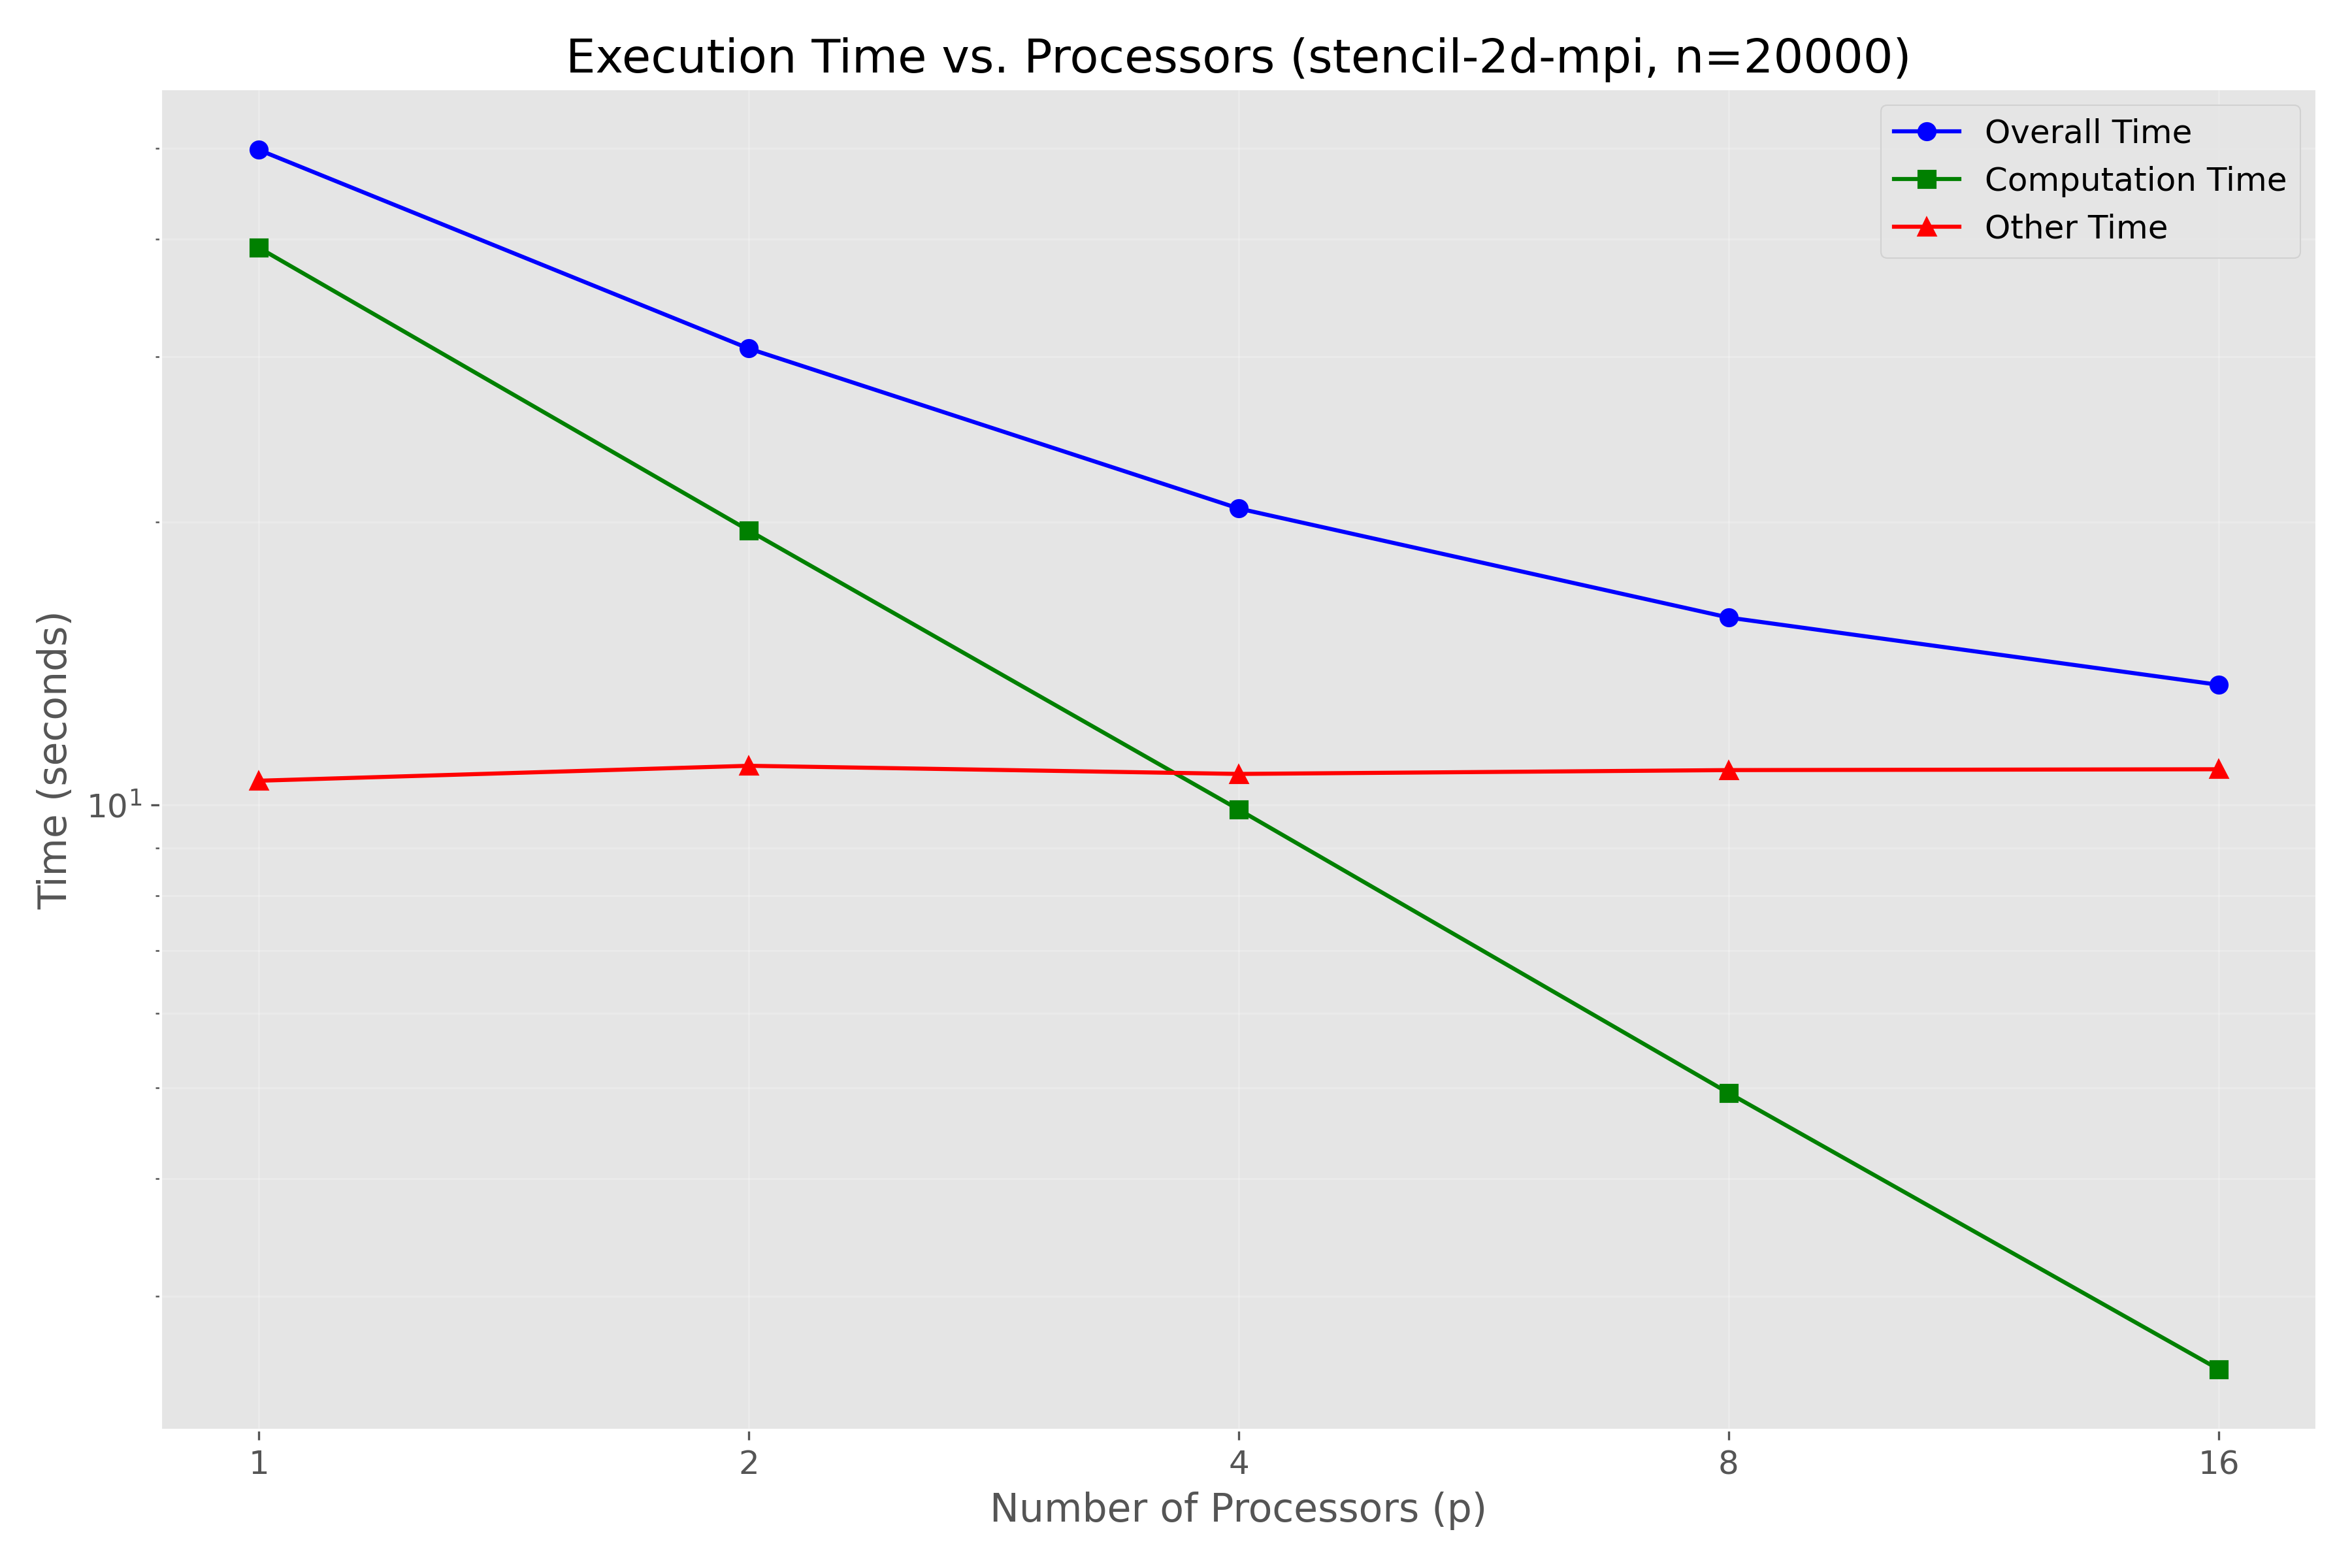 Execution Time vs. Processors (stencil-2d-mpi, n=20000)
Overall Time
Computation Time
Other Time
Time (seconds)
10¹
1 2 4 8 16
Number of Processors (p)